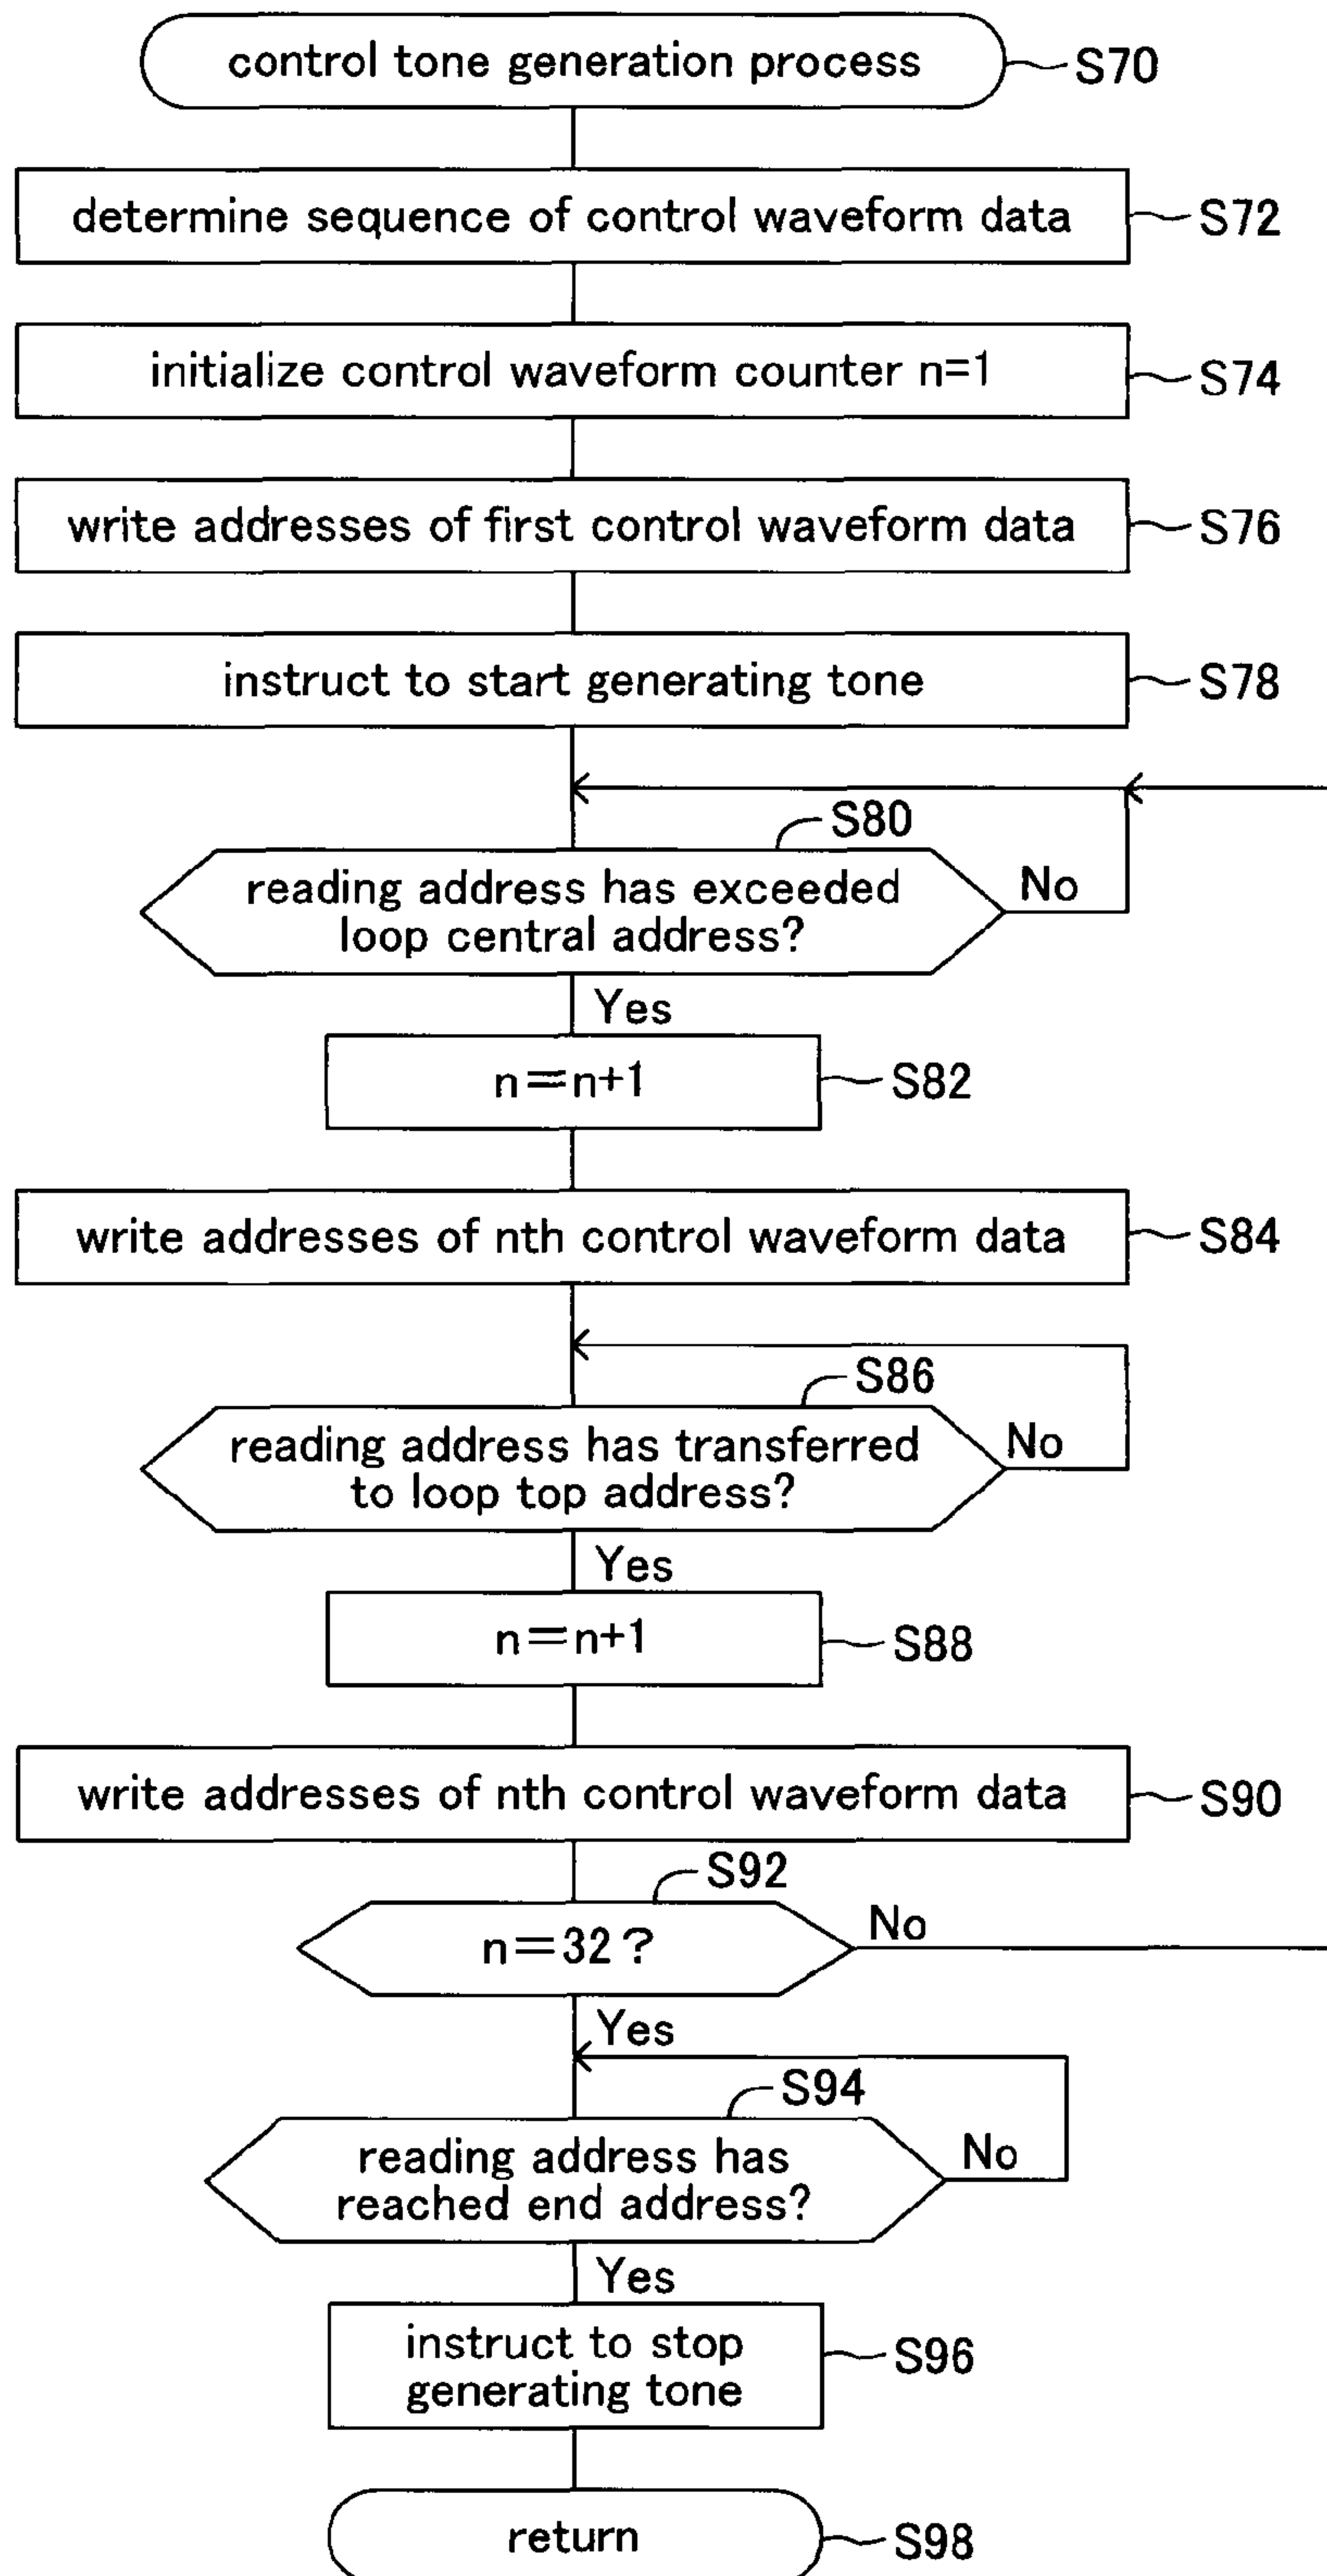 control tone generation process S70
determine sequence of control waveform data S72
initialize control waveform counter n=1 S74
write addresses of first control waveform data S76
instruct to start generating tone S78
S80
reading address has exceeded No
loop central address?
Yes
n=n+1 S82
write addresses of nth control waveform data S84
S86
reading address has transferred No
to loop top address?
Yes
n=n+1 S88
write addresses of nth control waveform data S90
S92
n=32? No
Yes
S94
reading address has No
reached end address?
Yes
instruct to stop S96
generating tone
return S98